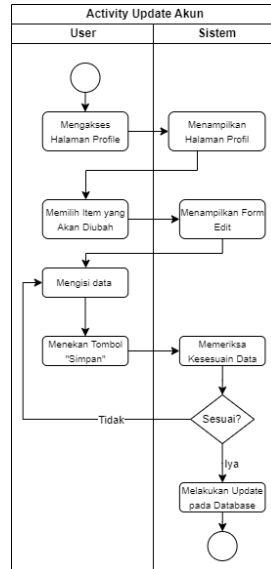 Activity Update Akun
User
Sistem
Mengakses
Halaman Profile
Menampilkan
Halaman Profil
Memilih Item yang
Akan Diubah
Menampilkan Form
Edit
Mengisi data
Menekan Tombol
"Simpan"
Memeriksa
Kesesuain Data
Tidak
Sesuai?
Iya
Melakukan Update
pada Database